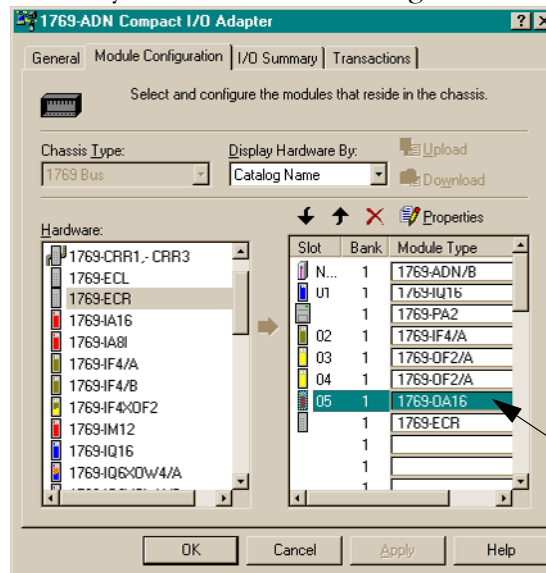 1769-ADN Compact I/O Adapter
General Module Configuration I/O Summary Transactions
Select and configure the modules that reside in the chassis.
Chassis Type: Display Hardware By: Upload
1769 Bus Catalog Name Download
Properties
Hardware:
Slot Bank Module Type
1769-CRR1,- CRR3
1769-ECL
1769-ECR
1769-IA16
1769-IA8I
1769-IF4/A
1769-IF4/B
1769-IF4XOF2
1769-IM12
1769-IQ16
1769-IQ6XOW4/A
N... 1 1769-ADN/B
01 1 1769-IQ16
1 1769-PA2
02 1 1769-IF4/A
03 1 1769-OF2/A
04 1 1769-OF2/A
05 1 1769-OA16
1 1769-ECR
1
1
1
OK Cancel Apply Help